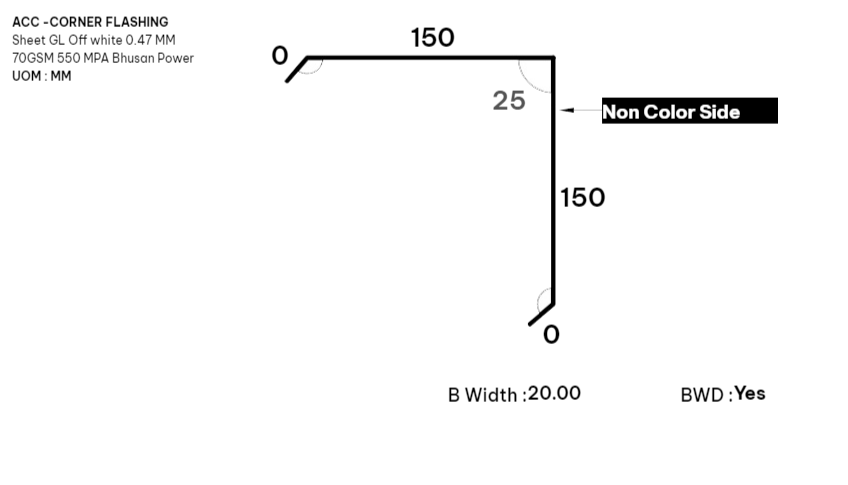 ACC -CORNER FLASHING
Sheet GL Off white 0.47 MM
70GSM 550 MPA Bhusan Power
UOM : MM
150
0
25
Non Color Side
150
0
B Width :20.00
BWD :Yes